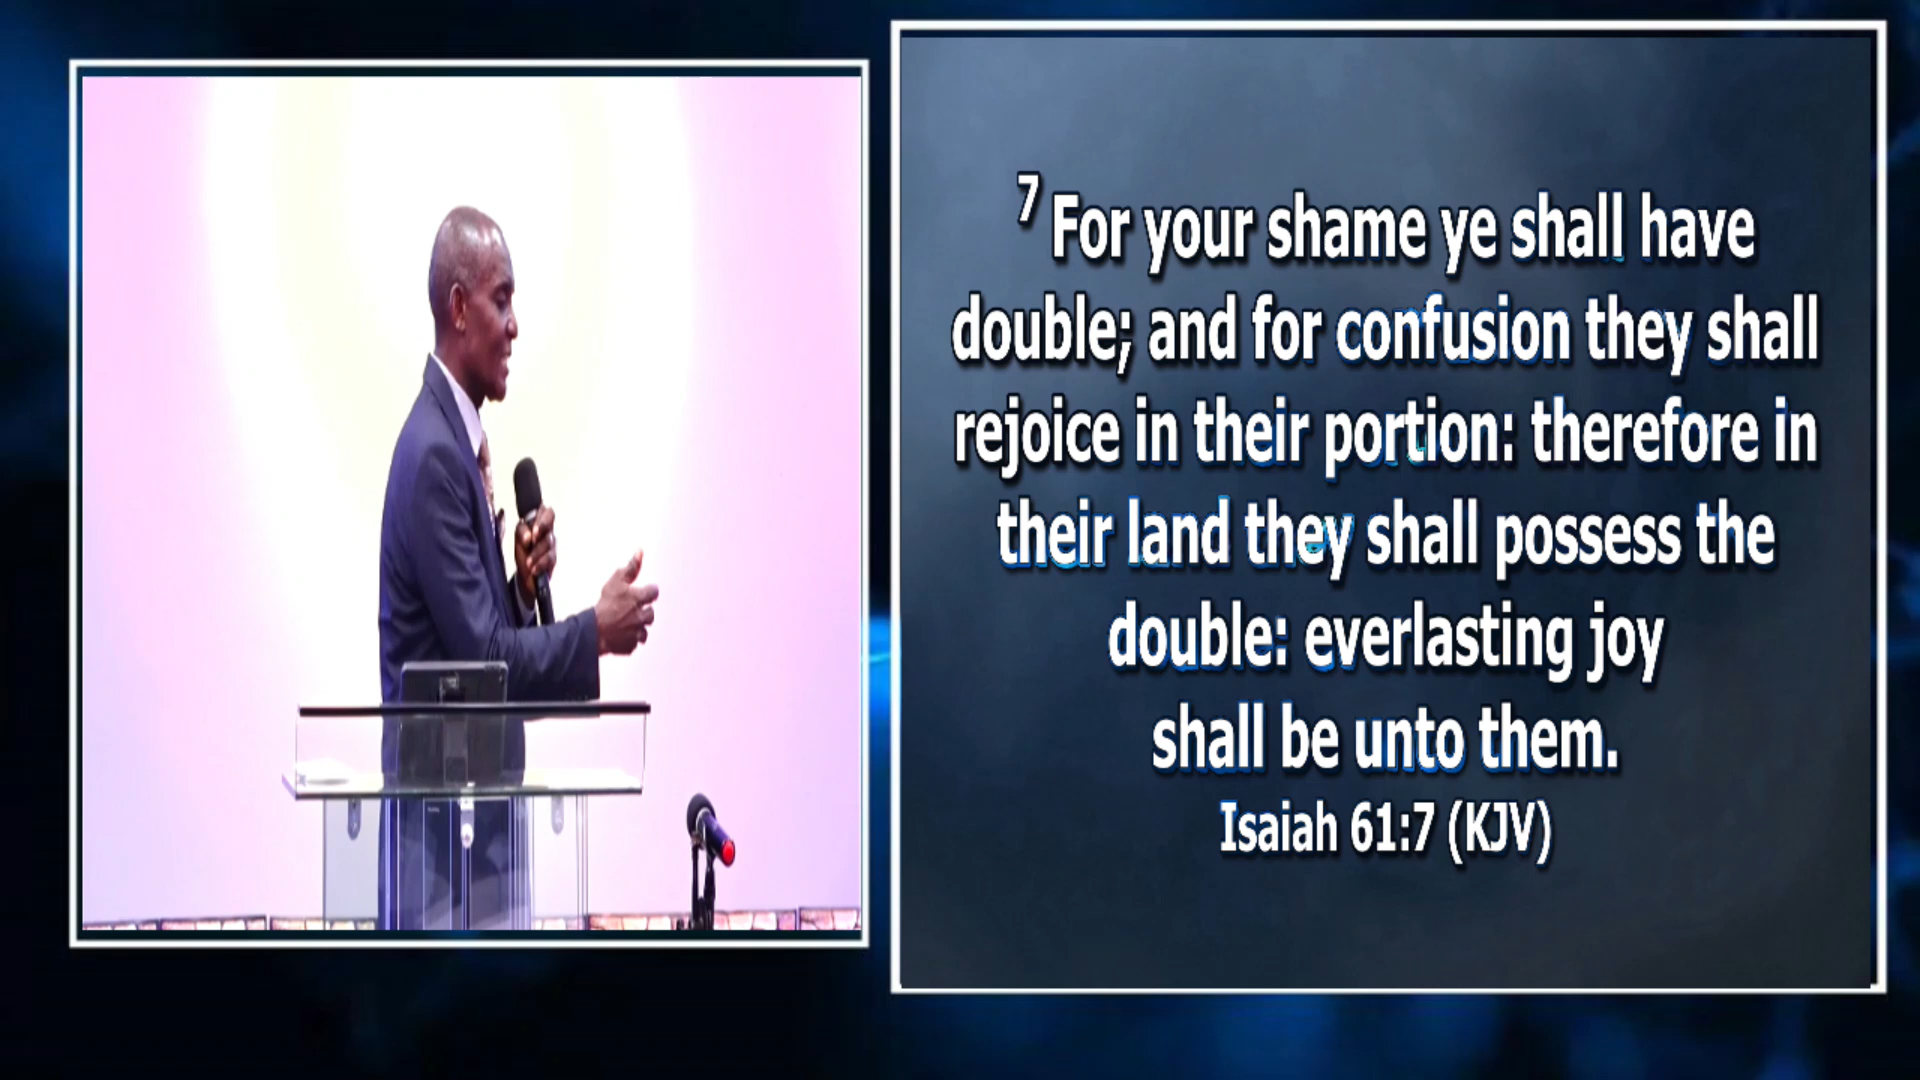 7 For your shame ye shall have
double; and for confusion they shall
rejoice in their portion: therefore in
their land they shall possess the
double: everlasting joy
shall be unto them.
Isaiah 61:7 (KJV)